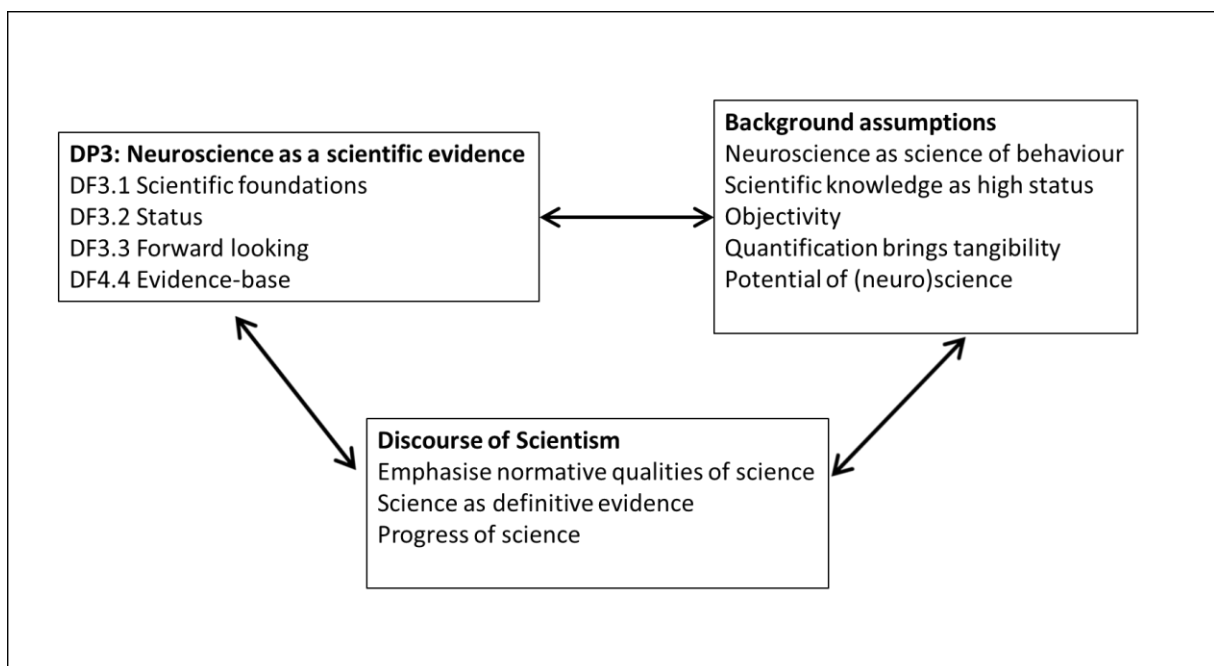 DP3: Neuroscience as a scientific evidence
DF3.1 Scientific foundations
DF3.2 Status
DF3.3 Forward looking
DF4.4 Evidence-base
Background assumptions
Neuroscience as science of behaviour
Scientific knowledge as high status
Objectivity
Quantification brings tangibility
Potential of (neuro)science
Discourse of Scientism
Emphasise normative qualities of science
Science as definitive evidence
Progress of science